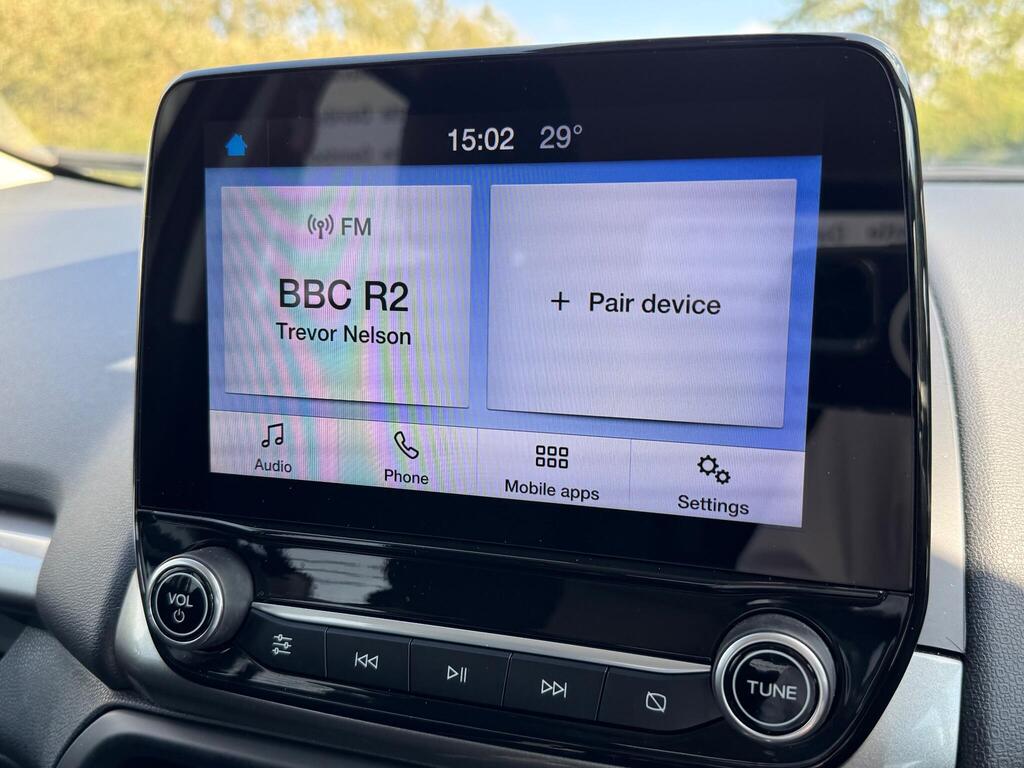 15:02 29°
FM
BBC R2
Trevor Nelson
+ Pair device
Audio
Phone
Mobile apps
Settings
VOL
TUNE